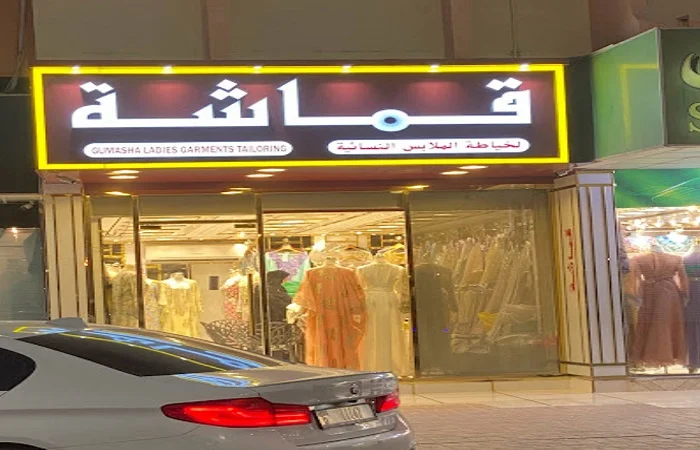 قماشة
GUMASHA LADIES GARMENTS TAILORING
لخياطة الملابس النسائية